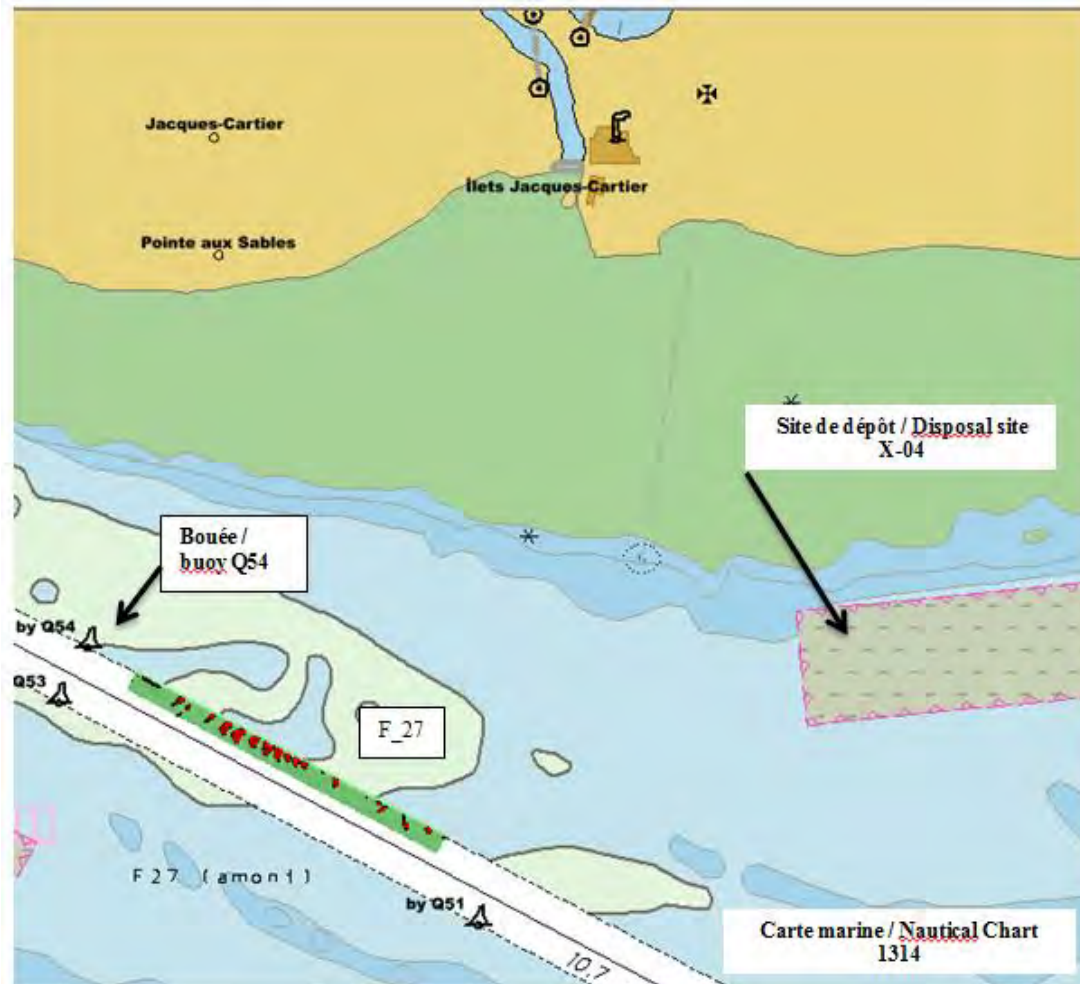 Jacques-Cartier
Îlets Jacques-Cartier
Pointe aux Sables
Site de dépôt / Disposal site
X-04
Bouée /
buoy Q54
by Q54
Q53
F_27
F 27 (amont)
by Q51
Carte marine / Nautical Chart
1314
10,7